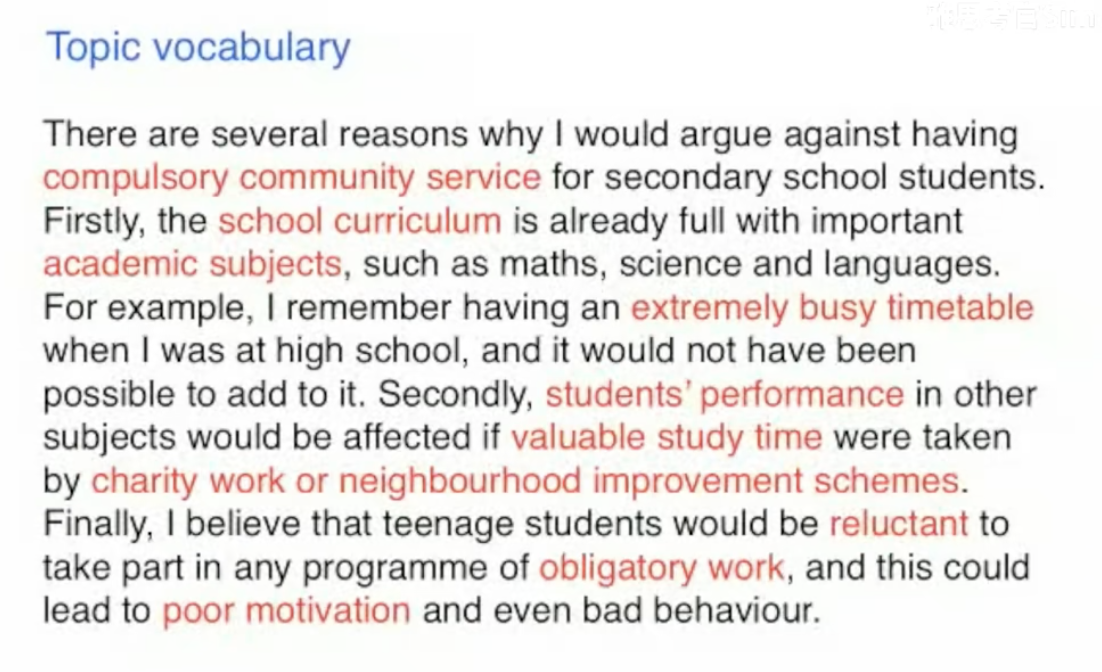 Topic vocabulary
There are several reasons why I would argue against having
compulsory community service for secondary school students.
Firstly, the school curriculum is already full with important
academic subjects, such as maths, science and languages.
For example, I remember having an extremely busy timetable
when I was at high school, and it would not have been
possible to add to it. Secondly, students' performance in other
subjects would be affected if valuable study time were taken
by charity work or neighbourhood improvement schemes.
Finally, I believe that teenage students would be reluctant to
take part in any programme of obligatory work, and this could
lead to poor motivation and even bad behaviour.